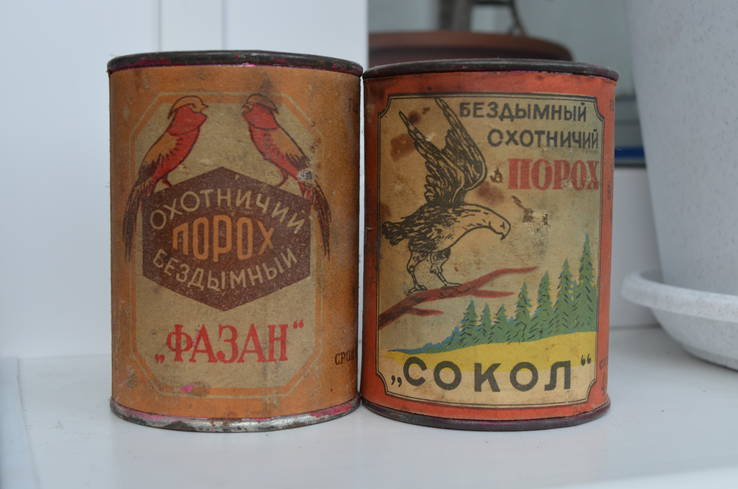 ОХОТНИЧИЙ
ПОРОХ
БЕЗДЫМНЫЙ
„ФАЗАН“
БЕЗДЫМНЫЙ
ОХОТНИЧИЙ
ПОРОХ
„СОКОЛ“